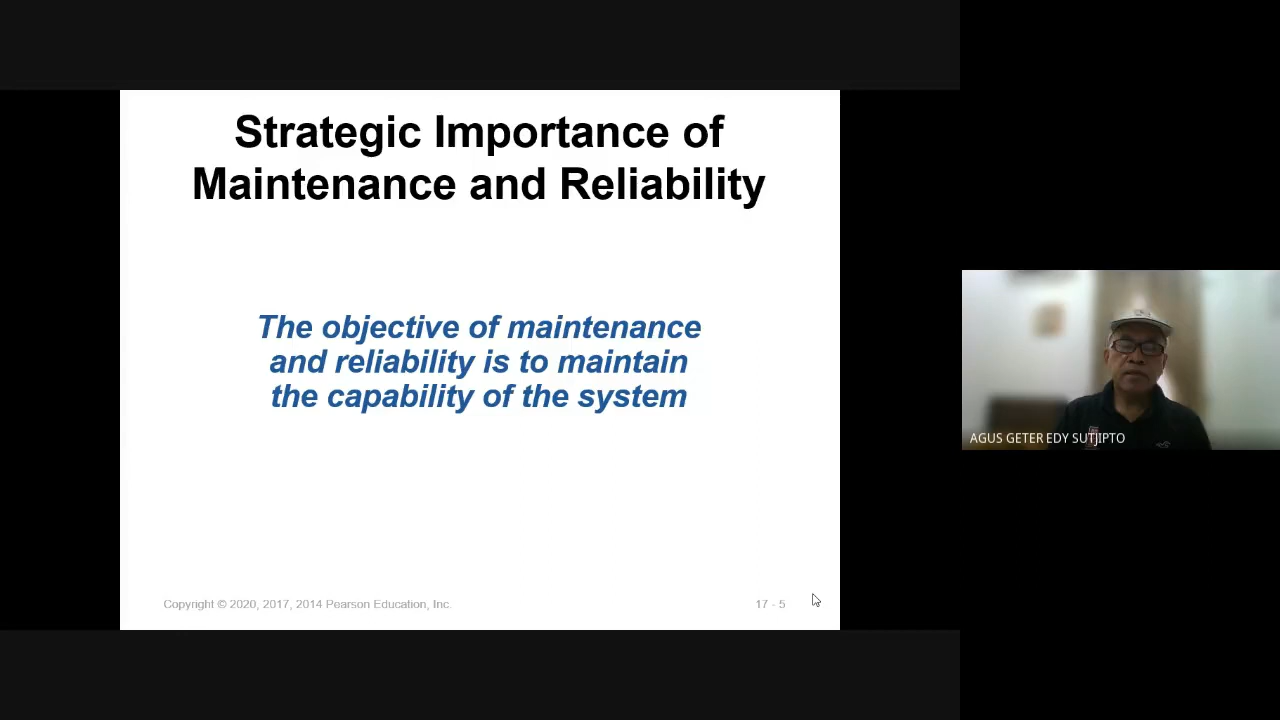 Strategic Importance of
Maintenance and Reliability
The objective of maintenance
and reliability is to maintain
the capability of the system
Copyright © 2020, 2017, 2014 Pearson Education, Inc.
17 - 5
AGUS GETER EDY SUTJIPTO